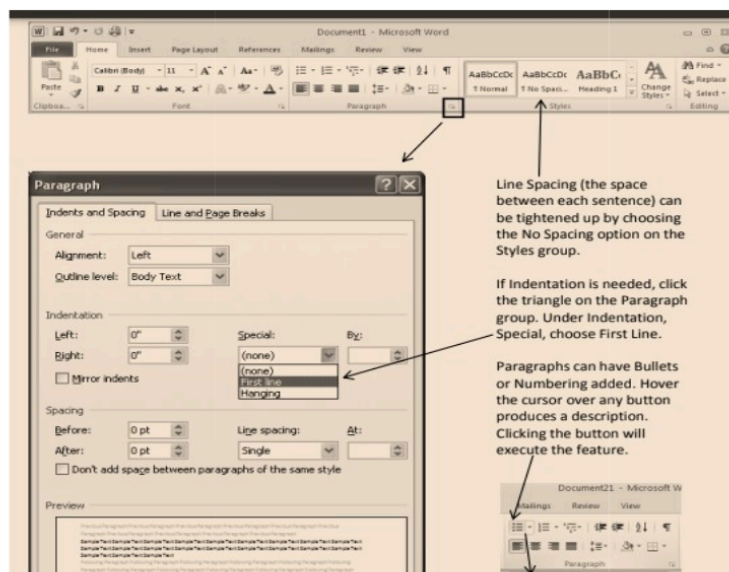 Document1 - Microsoft Word
File Home Insert Page Layout References Mailings Review View
Calibri (Body) 11 A A Aa
Find
Replace
Select
Paste
B I U abc x, x² A
AaBbCcDc AaBbCcDc AaBbC
¶ Normal ¶ No Spaci... Heading 1
Change Styles
Clipboa... Font Paragraph Styles Editing
Paragraph
Indents and Spacing Line and Page Breaks
General
Alignment: Left
Outline level: Body Text
Indentation
Left: 0" Special: By:
Right: 0" (none)
(none)
Mirror indents First line
Hanging
Spacing
Before: 0 pt Line spacing: At:
After: 0 pt Single
Don't add space between paragraphs of the same style
Preview
Line Spacing (the space
between each sentence) can
be tightened up by choosing
the No Spacing option on the
Styles group.
If Indentation is needed, click
the triangle on the Paragraph
group. Under Indentation,
Special, choose First Line.
Paragraphs can have Bullets
or Numbering added. Hover
the cursor over any button
produces a description.
Clicking the button will
execute the feature.
Document21 - Microsoft W
Mailings Review View
Paragraph